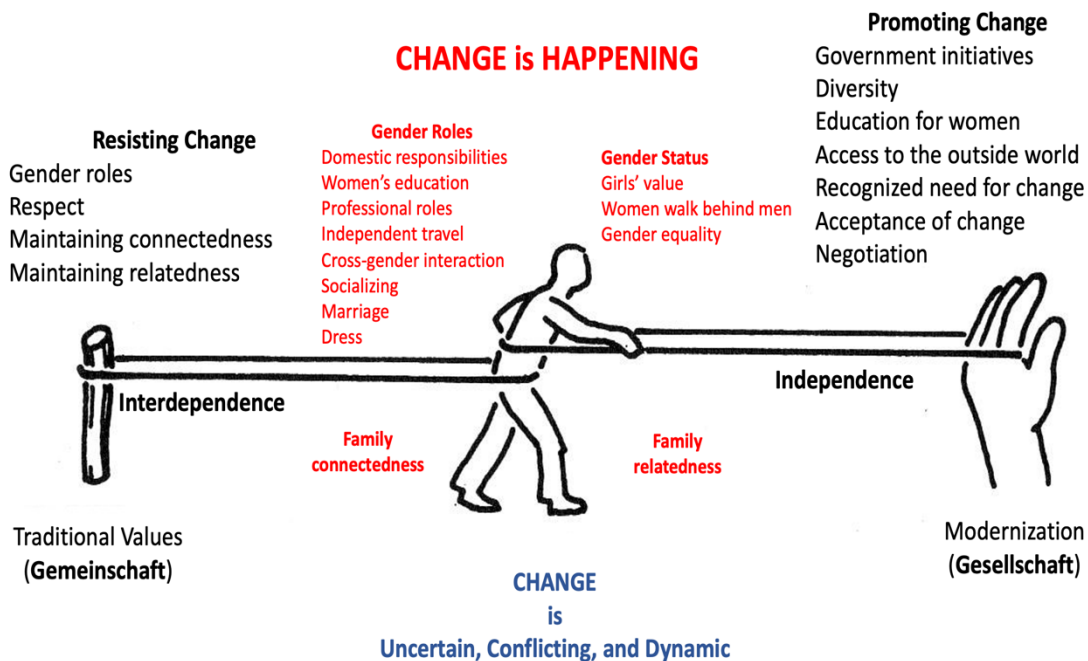 CHANGE is HAPPENING
Resisting Change
Gender roles
Respect
Maintaining connectedness
Maintaining relatedness
Gender Roles
Domestic responsibilities
Women’s education
Professional roles
Independent travel
Cross-gender interaction
Socializing
Marriage
Dress
Gender Status
Girls’ value
Women walk behind men
Gender equality
Promoting Change
Government initiatives
Diversity
Education for women
Access to the outside world
Recognized need for change
Acceptance of change
Negotiation
Interdependence
Independence
Family
connectedness
Family
relatedness
Traditional Values
(Gemeinschaft)
Modernization
(Gesellschaft)
CHANGE
is
Uncertain, Conflicting, and Dynamic